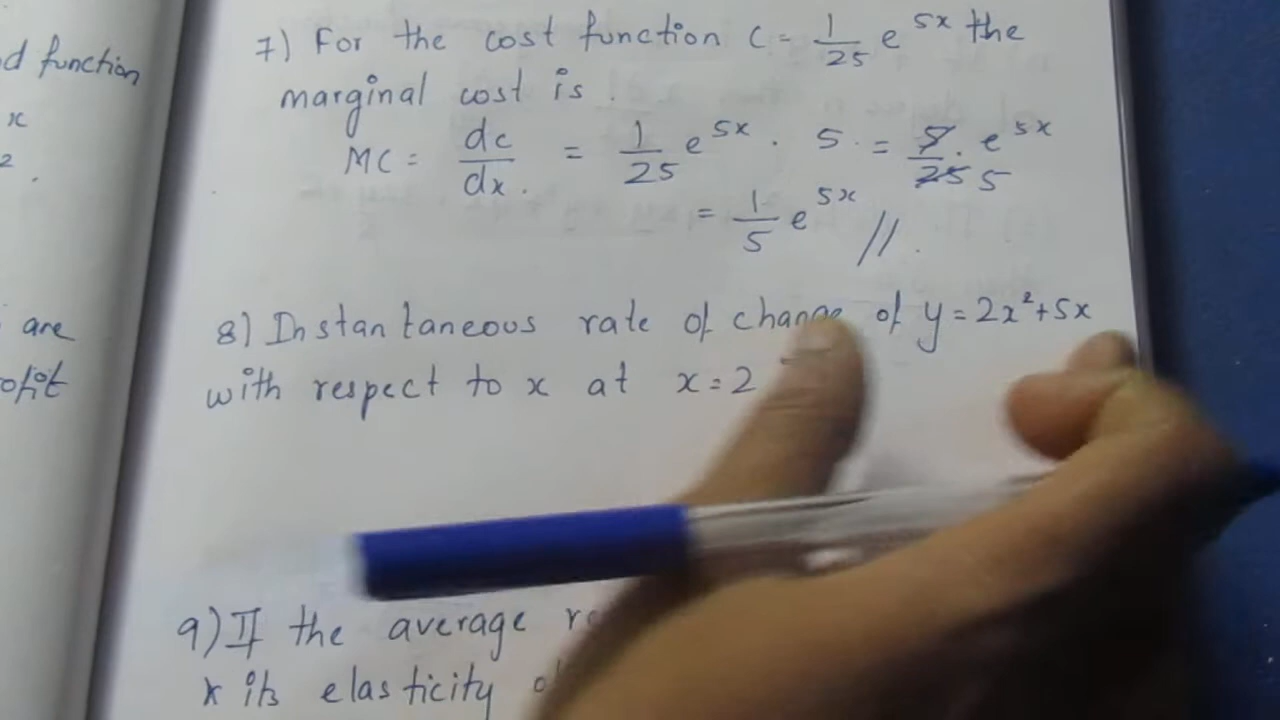 d function
x
2.
are
ofit
7) For the cost function C = 1/25 e^5x the
marginal cost is.
MC = dc/dx. = 1/25 e^5x . 5. = 5/25 5 . e^5x
= 1/5 e^5x //.
8) Instantaneous rate of change of y = 2x²+5x
with respect to x at x = 2
9) If the average
x its elasticity